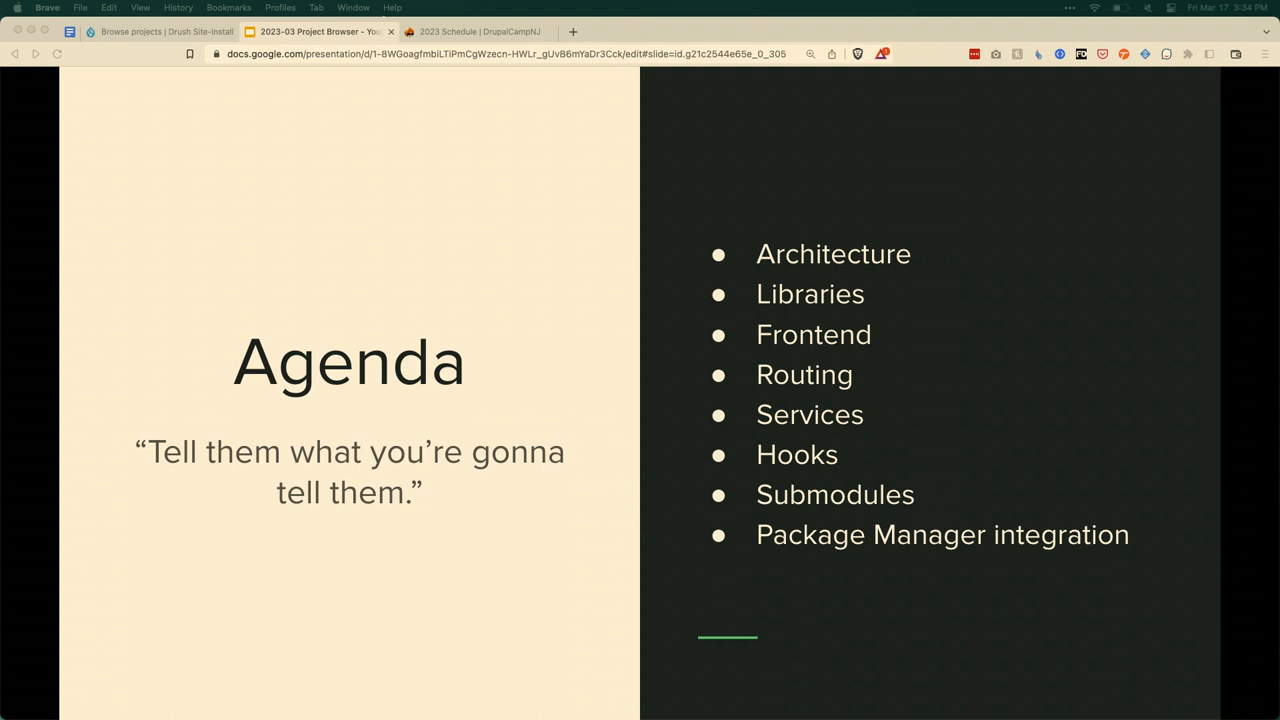 Brave File Edit View History Bookmarks Profiles Tab Window Help
Fri Mar 17 3:34 PM
Browse projects | Drush Site-Install
2023-03 Project Browser - You
2023 Schedule | DrupalCampNJ
docs.google.com/presentation/d/1-8WGoagfmbiLTiPmCgWzecn-HWLr_gUvB6mYaDr3Cck/edit#slide=id.g21c2544e65e_0_305
Agenda
“Tell them what you’re gonna
tell them.”
● Architecture
● Libraries
● Frontend
● Routing
● Services
● Hooks
● Submodules
● Package Manager integration